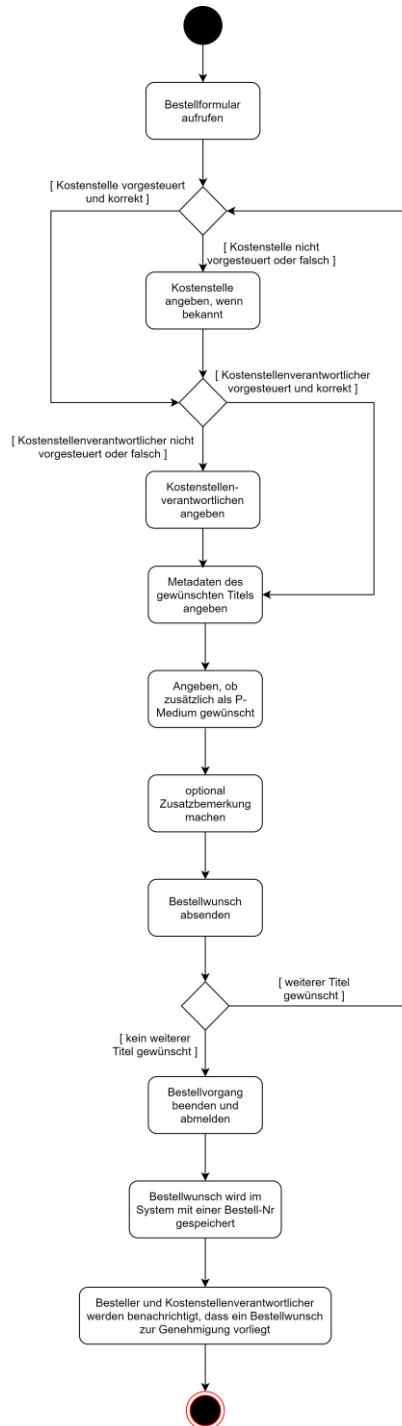 Bestellformular
aufrufen
[ Kostenstelle vorgesteuert
und korrekt ]
[ Kostenstelle nicht
vorgesteuert oder falsch ]
Kostenstelle
angeben, wenn
bekannt
[ Kostenstellenverantwortlicher
vorgesteuert und korrekt ]
[ Kostenstellenverantwortlicher nicht
vorgesteuert oder falsch ]
Kostenstellen-
verantwortlichen
angeben
Metadaten des
gewünschten Titels
angeben
Angeben, ob
zusätzlich als P-
Medium gewünscht
optional
Zusatzbemerkung
machen
Bestellwunsch
absenden
[ weiterer Titel
gewünscht ]
[ kein weiterer
Titel gewünscht ]
Bestellvorgang
beenden und
abmelden
Bestellwunsch wird im
System mit einer Bestell-Nr
gespeichert
Besteller und Kostenstellenverantwortlicher
werden benachrichtigt, dass ein Bestellwunsch
zur Genehmigung vorliegt